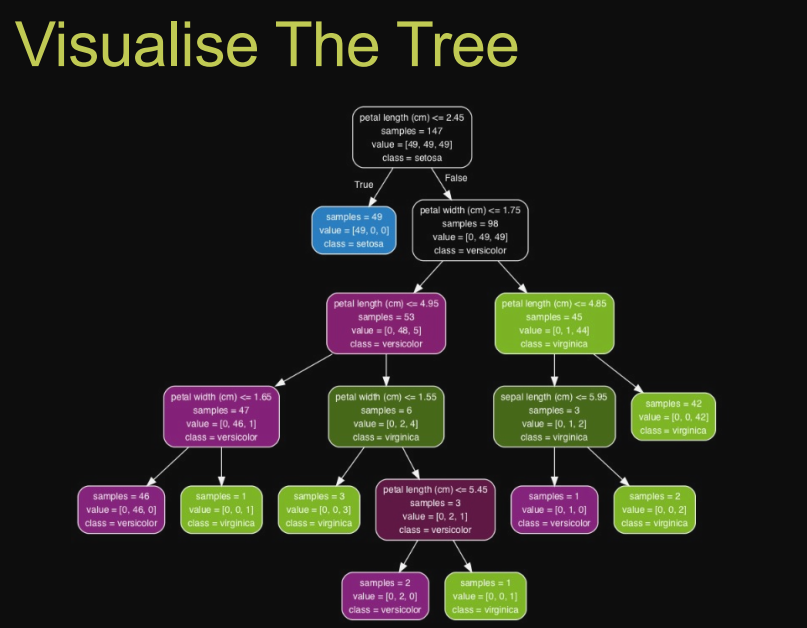 Visualise The Tree
petal length (cm) <= 2.45
samples = 147
value = [49, 49, 49]
class = setosa
True
False
samples = 49
value = [49, 0, 0]
class = setosa
petal width (cm) <= 1.75
samples = 98
value = [0, 49, 49]
class = versicolor
petal length (cm) <= 4.95
samples = 53
value = [0, 48, 5]
class = versicolor
petal length (cm) <= 4.85
samples = 45
value = [0, 1, 44]
class = virginica
petal width (cm) <= 1.65
samples = 47
value = [0, 46, 1]
class = versicolor
petal width (cm) <= 1.55
samples = 6
value = [0, 2, 4]
class = virginica
sepal length (cm) <= 5.95
samples = 3
value = [0, 1, 2]
class = virginica
samples = 42
value = [0, 0, 42]
class = virginica
samples = 46
value = [0, 46, 0]
class = versicolor
samples = 1
value = [0, 0, 1]
class = virginica
samples = 3
value = [0, 0, 3]
class = virginica
petal length (cm) <= 5.45
samples = 3
value = [0, 2, 1]
class = versicolor
samples = 1
value = [0, 1, 0]
class = versicolor
samples = 2
value = [0, 0, 2]
class = virginica
samples = 2
value = [0, 2, 0]
class = versicolor
samples = 1
value = [0, 0, 1]
class = virginica